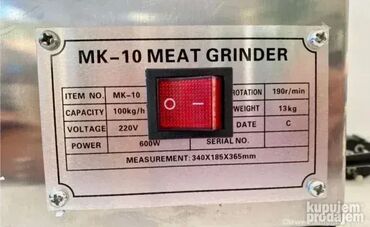 MK-10 MEAT GRINDER
ITEM NO. MK-10 ROTATION 190r/min
CAPACITY 100kg/h WEIGHT 13kg
VOLTAGE 220V DATE C
POWER 600W SERIAL NO.
MEASUREMENT: 340X185X365mm
kupujem
prodajem